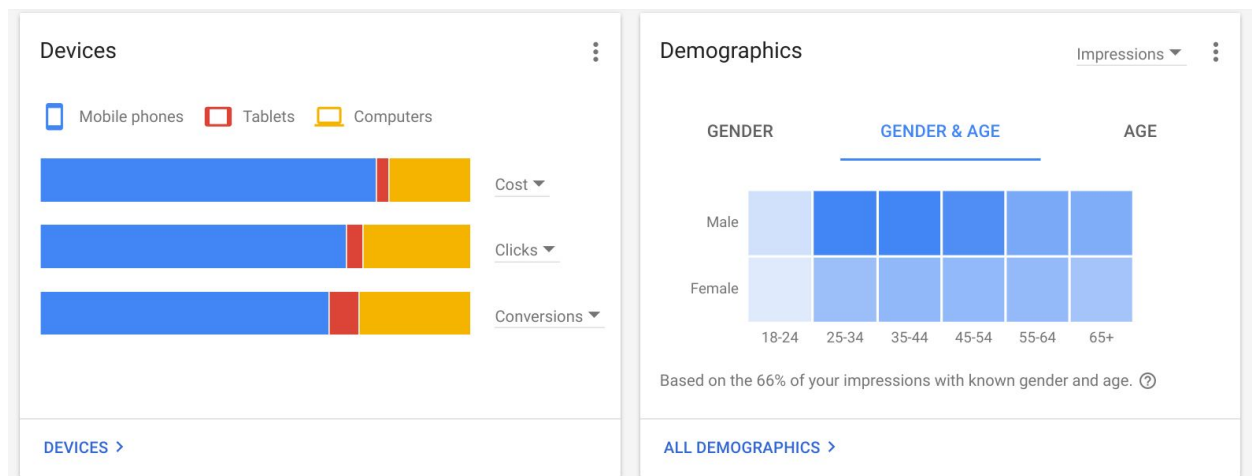 Devices
Mobile phones Tablets Computers
Cost
Clicks
Conversions
DEVICES >
Demographics
Impressions
GENDER GENDER & AGE AGE
Male
Female
18-24 25-34 35-44 45-54 55-64 65+
Based on the 66% of your impressions with known gender and age. ?
ALL DEMOGRAPHICS >